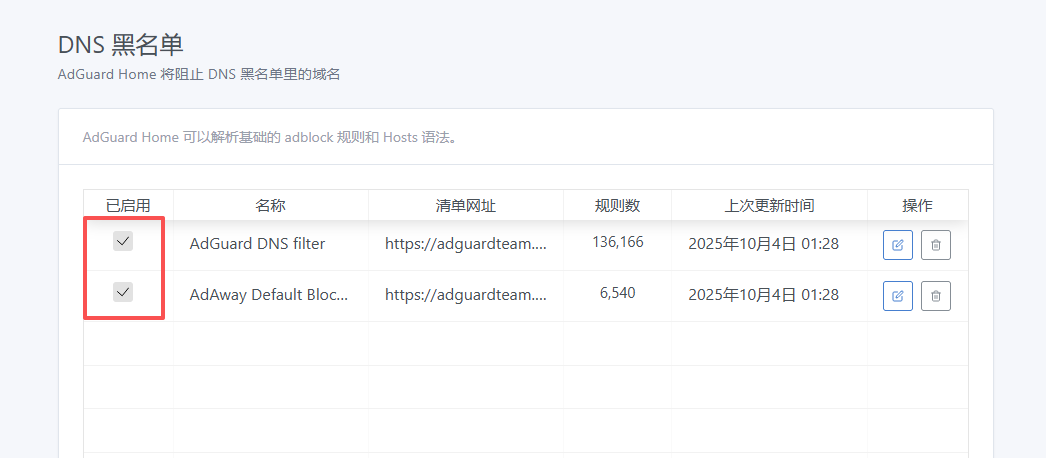 DNS 黑名单
AdGuard Home 将阻止 DNS 黑名单里的域名
AdGuard Home 可以解析基础的 adblock 规则和 Hosts 语法。
已启用 名称 清单网址 规则数 上次更新时间 操作
AdGuard DNS filter https://adguardteam.... 136,166 2025年10月4日 01:28
AdAway Default Bloc... https://adguardteam.... 6,540 2025年10月4日 01:28